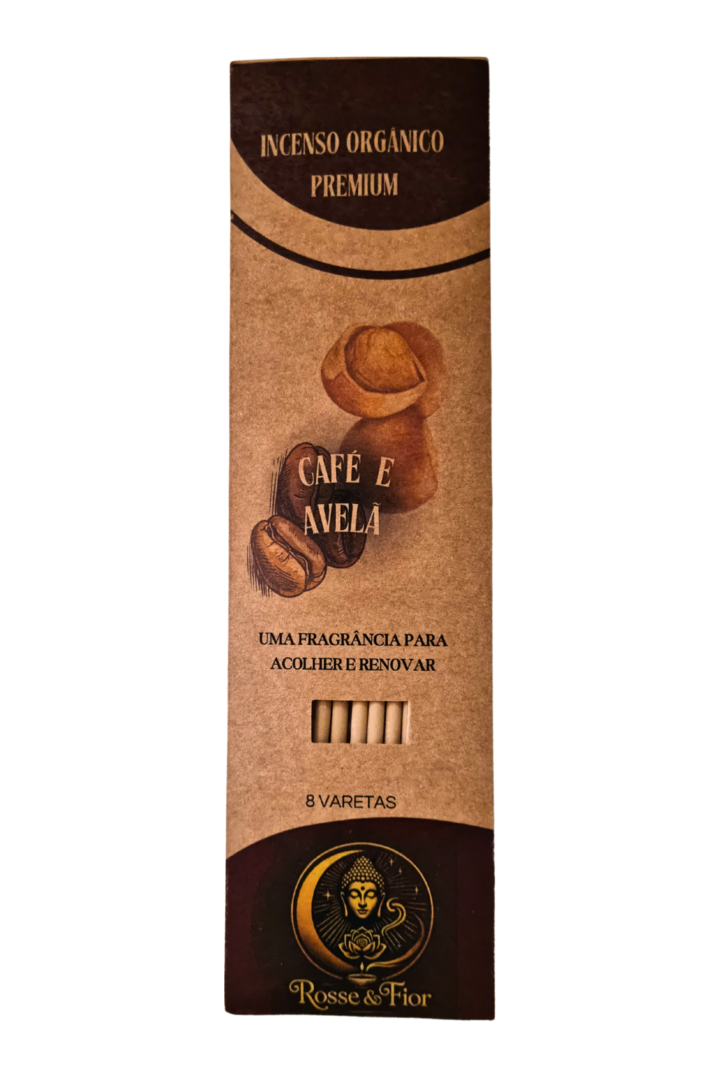 INCENSO ORGÂNICO
PREMIUM
CAFÉ E
AVELÃ
UMA FRAGRÂNCIA PARA
ACOLHER E RENOVAR
8 VARETAS
Rosse & Fior